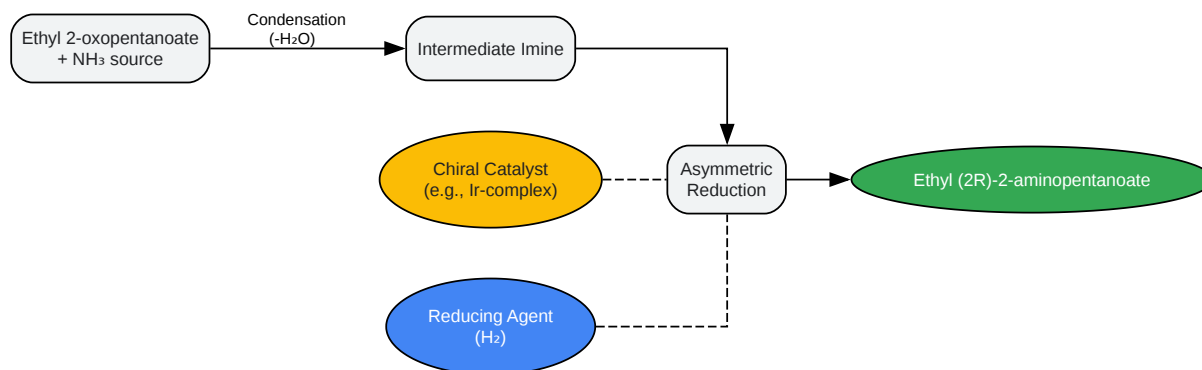 Ethyl 2-oxopentanoate
+ NH₃ source
Condensation
(-H₂O)
Intermediate Imine
Chiral Catalyst
(e.g., Ir-complex)
Asymmetric
Reduction
Ethyl (2R)-2-aminopentanoate
Reducing Agent
(H₂)